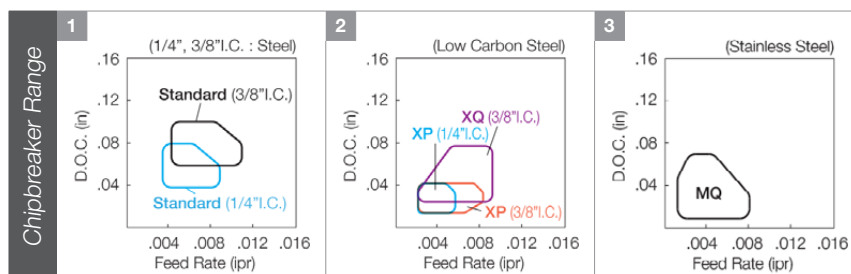 Chipbreaker Range
1
(1/4", 3/8"I.C. : Steel)
.16
.12
.08
.04
D.O.C. (in)
Standard (3/8"I.C.)
Standard (1/4"I.C.)
.004 .008 .012 .016
Feed Rate (ipr)
2
(Low Carbon Steel)
.16
.12
.08
.04
D.O.C. (in)
XQ (3/8"I.C.)
XP (1/4"I.C.)
XP (3/8"I.C.)
.004 .008 .012 .016
Feed Rate (ipr)
3
(Stainless Steel)
.16
.12
.08
.04
D.O.C. (in)
MQ
.004 .008 .012 .016
Feed Rate (ipr)